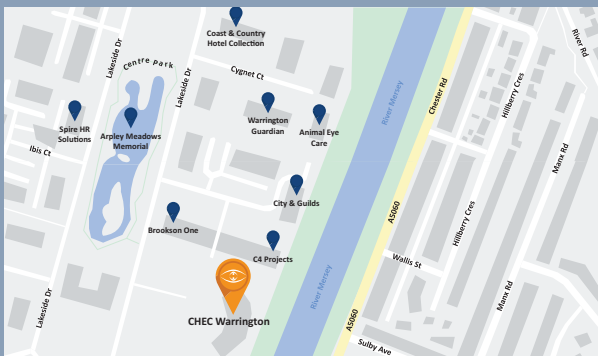 Coast & Country
Hotel Collection
Lakeside Dr
Centre park
Lakeside Dr
Cygnet Ct
River Mersey
Chester Rd
Hillberry Cres
River Rd
Manx Rd
Spire HR
Solutions
Arpley Meadows
Memorial
Warrington
Guardian
Animal Eye
Care
Ibis Ct
City & Guilds
A5060
Hillberry Cres
Brookson One
C4 Projects
Wallis St
River Mersey
Manx Rd
Lakeside Dr
CHEC Warrington
A5060
Sulby Ave